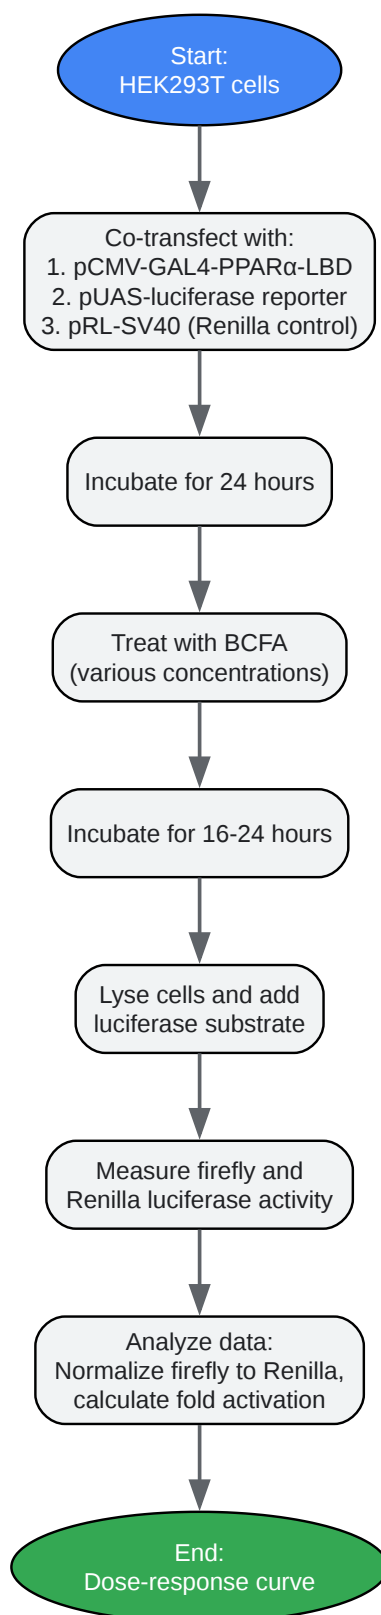 Start:
HEK293T cells
Co-transfect with:
1. pCMV-GAL4-PPARα-LBD
2. pUAS-luciferase reporter
3. pRL-SV40 (Renilla control)
Incubate for 24 hours
Treat with BCFA
(various concentrations)
Incubate for 16-24 hours
Lyse cells and add
luciferase substrate
Measure firefly and
Renilla luciferase activity
Analyze data:
Normalize firefly to Renilla,
calculate fold activation
End:
Dose-response curve